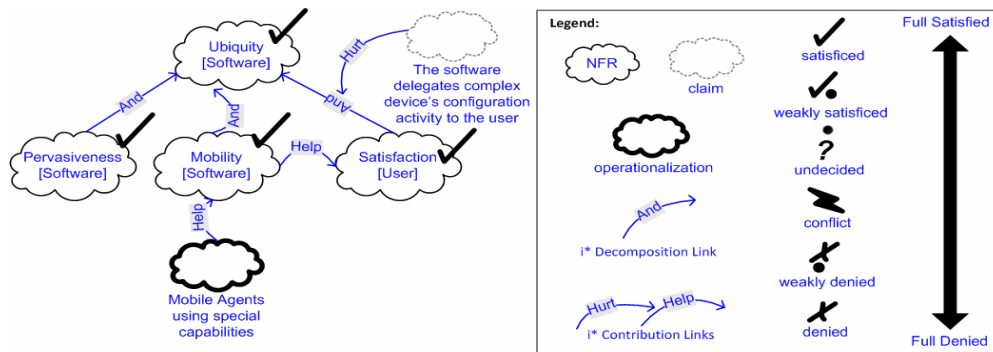 Ubiquity
[Software]
Hurt
The software
delegates complex
device's configuration
activity to the user
And
And
And
Pervasiveness
[Software]
Mobility
[Software]
Help
Satisfaction
[User]
Help
Mobile Agents
using special
capabilities
Legend:
NFR
claim
operationalization
And
i* Decomposition Link
Hurt
Help
i* Contribution Links
satisficed
weakly satisficed
?
undecided
conflict
weakly denied
denied
Full Satisfied
Full Denied